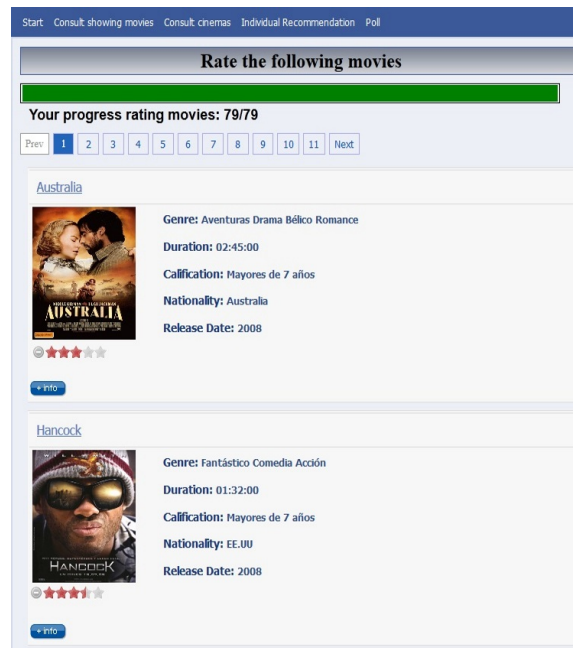 Start Consult showing movies Consult cinemas Individual Recommendation Poll
Rate the following movies
Your progress rating movies: 79/79
Prev 1 2 3 4 5 6 7 8 9 10 11 Next
Australia
Genre: Aventuras Drama Bélico Romance
Duration: 02:45:00
Calification: Mayores de 7 años
Nationality: Australia
Release Date: 2008
AUSTRALIA
+ info
Hancock
Genre: Fantástico Comedia Acción
Duration: 01:32:00
Calification: Mayores de 7 años
Nationality: EE.UU
Release Date: 2008
HANCOCK
+ info